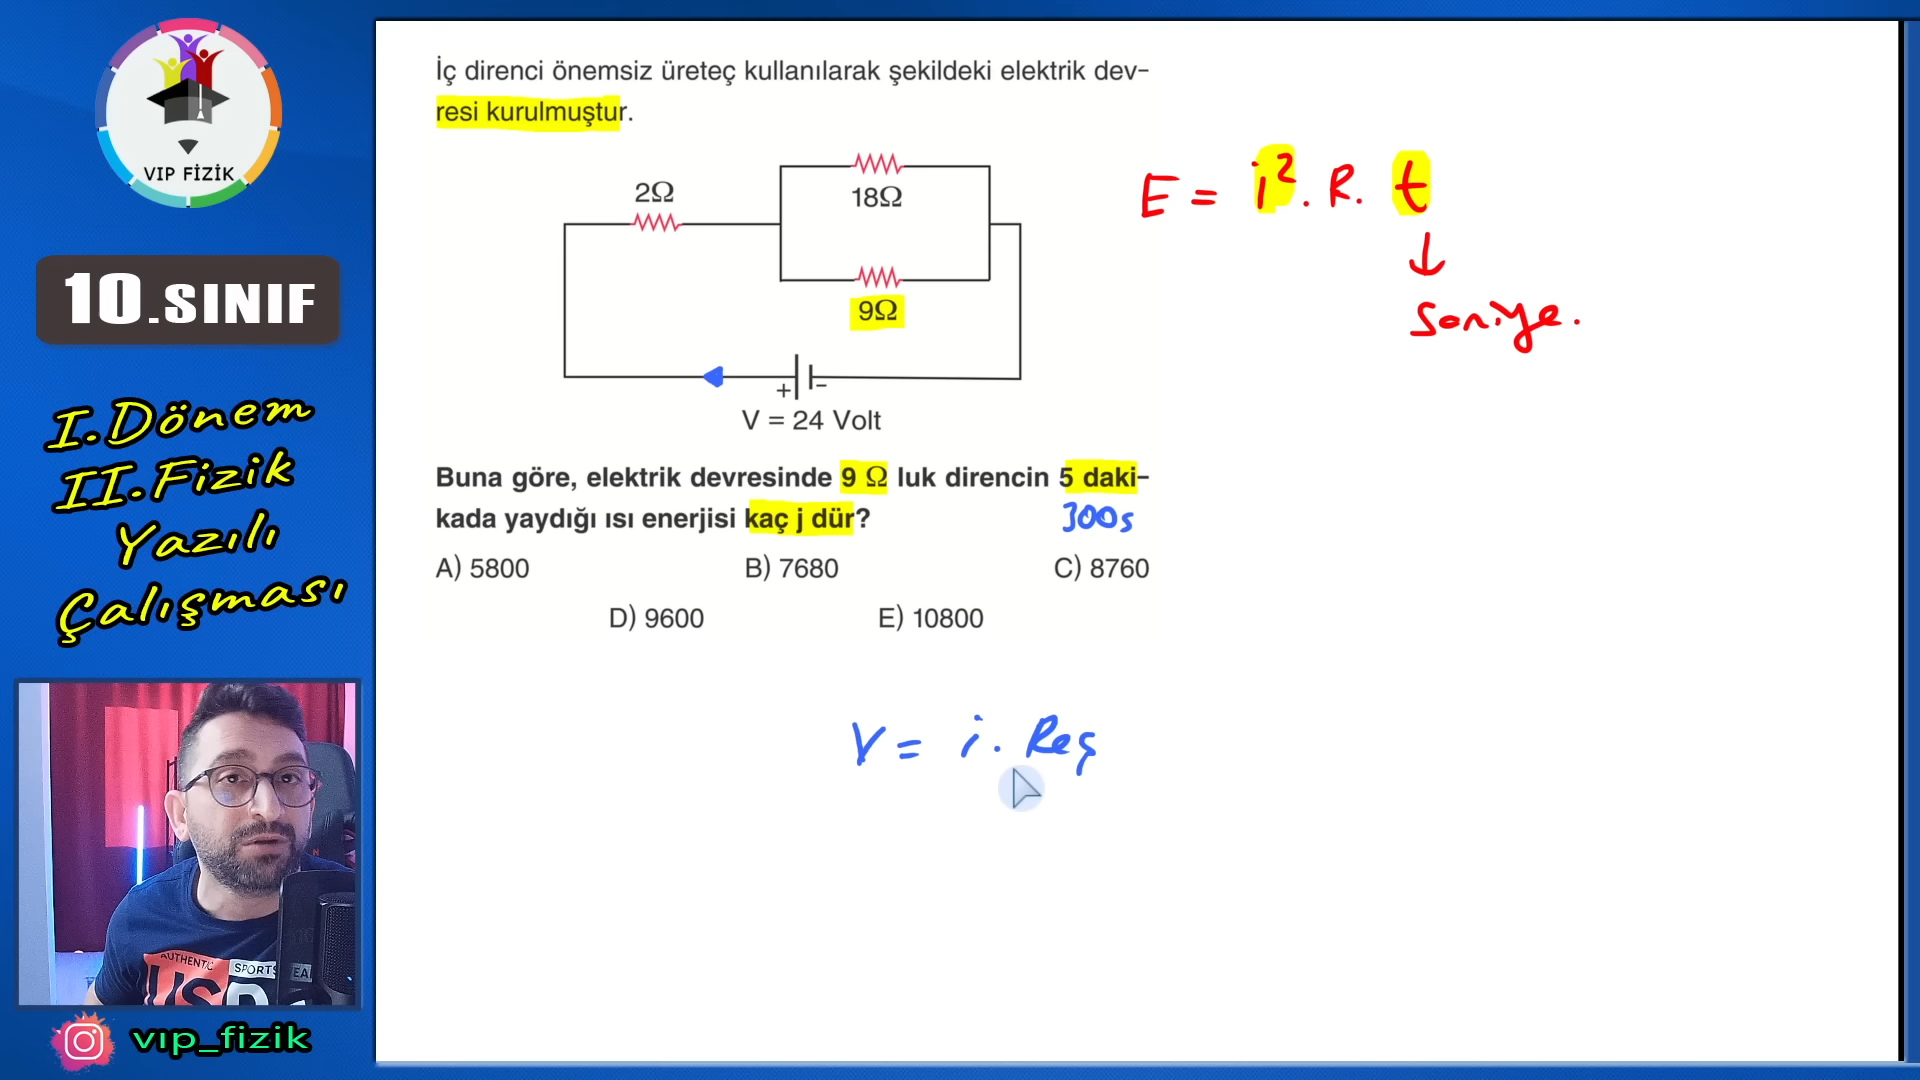 VIP FİZİK
10.SINIF
I.Dönem
II.Fizik
Yazılı
Çalışması
AUTHENTIC
SPORTS
vıp_fizik
İç direnci önemsiz üreteç kullanılarak şekildeki elektrik dev-
resi kurulmuştur.
2Ω
18Ω
9Ω
+ -
V = 24 Volt
Buna göre, elektrik devresinde 9 Ω luk direncin 5 daki-
kada yaydığı ısı enerjisi kaç j dür?
300s
A) 5800 B) 7680 C) 8760
D) 9600 E) 10800
E = i². R. t
↓
Saniye.
V = i. Reş